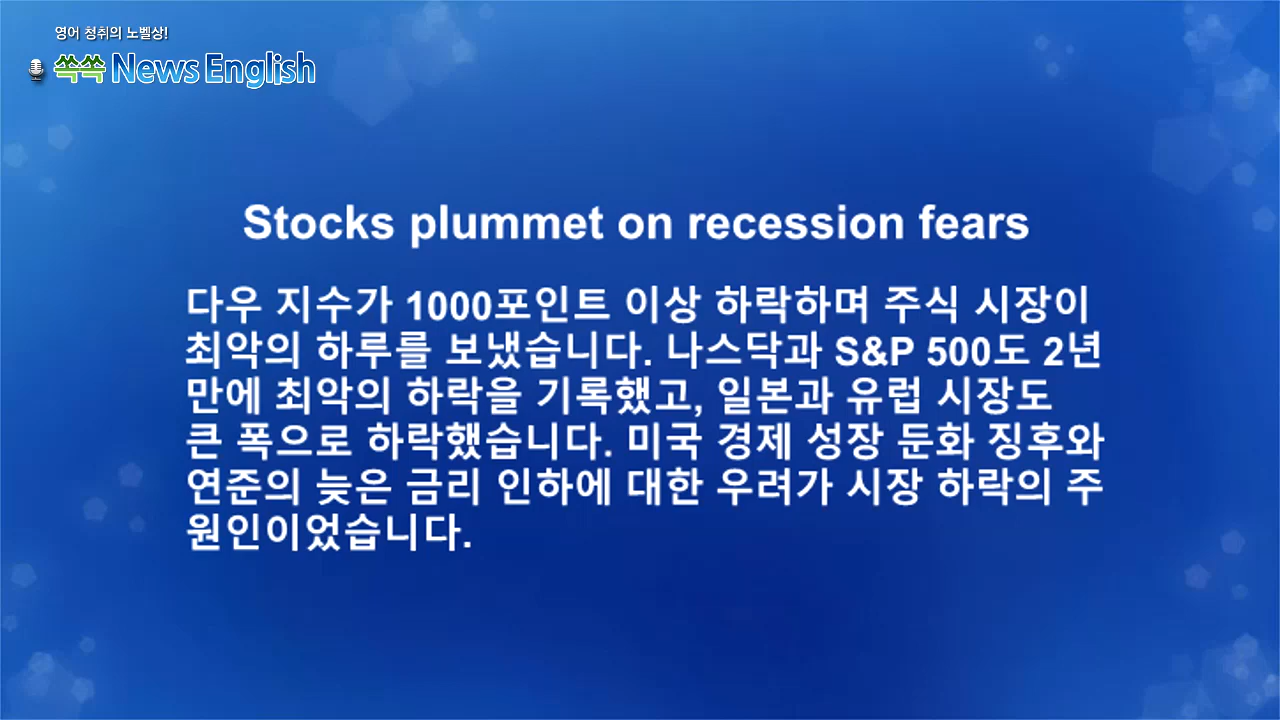 영어 청취의 노벨상!
쏙쏙 News English
Stocks plummet on recession fears
다우 지수가 1000포인트 이상 하락하며 주식 시장이
최악의 하루를 보냈습니다. 나스닥과 S&P 500도 2년
만에 최악의 하락을 기록했고, 일본과 유럽 시장도
큰 폭으로 하락했습니다. 미국 경제 성장 둔화 징후와
연준의 늦은 금리 인하에 대한 우려가 시장 하락의 주
원인이었습니다.